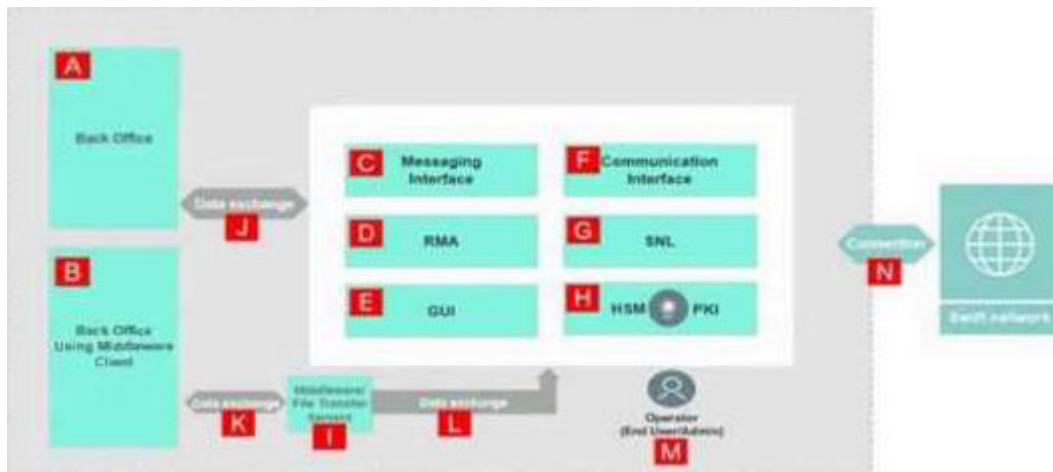 A
Back Office
B
Back Office
Using Middleware
Client
Data exchange
J
Data exchange
K
Middleware/
File Transfer
Servers
I
Data exchange
L
C
Messaging
Interface
D
RMA
E
GUI
F
Communication
Interface
G
SNL
H
HSM PKI
Operator
(End User/Admin)
M
Connection
N
Swift network